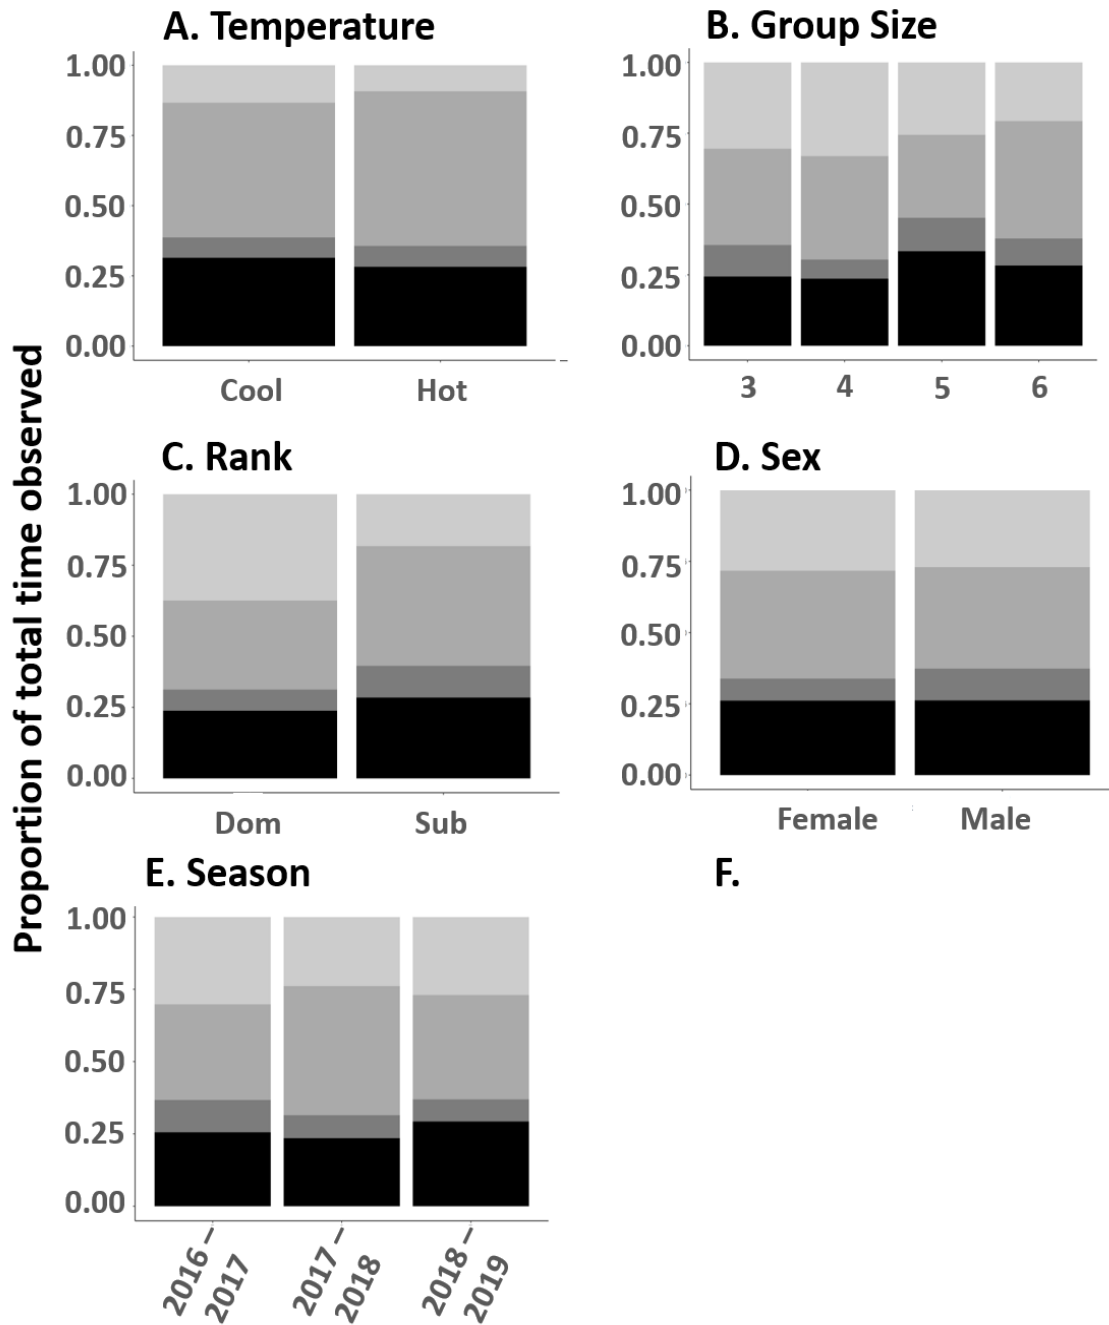 Proportion of total time observed
A. Temperature
1.00
0.75
0.50
0.25
0.00
Cool Hot
B. Group Size
1.00
0.75
0.50
0.25
0.00
3 4 5 6
C. Rank
1.00
0.75
0.50
0.25
0.00
Dom Sub
D. Sex
1.00
0.75
0.50
0.25
0.00
Female Male
E. Season
1.00
0.75
0.50
0.25
0.00
2016–
2017
2017–
2018
2018–
2019
F.